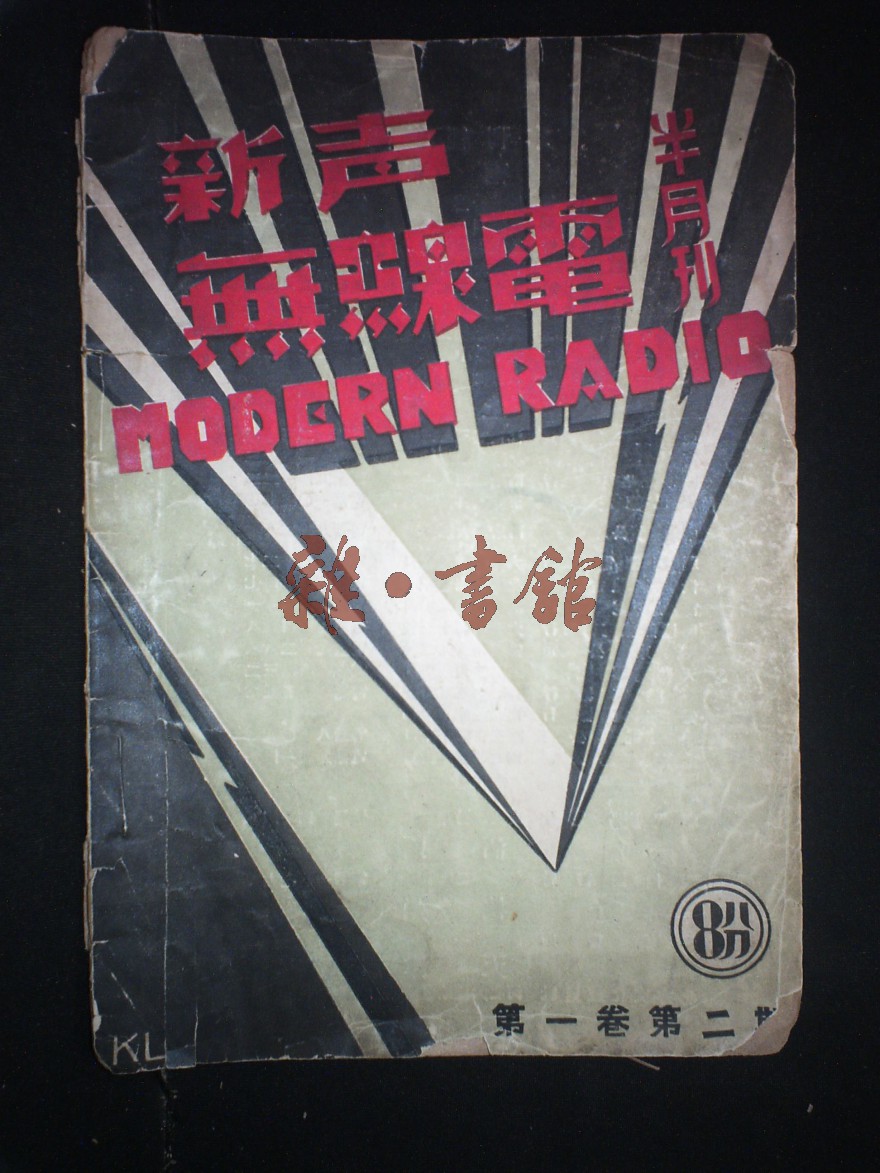 新声
半月刊
無線電
MODERN RADIO
雜·書館
8分
第一卷第二期
KL